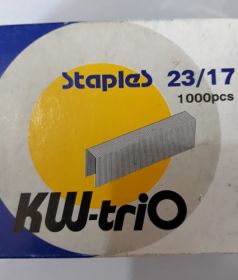 Staples 23/17
1000pcs
KW-triO